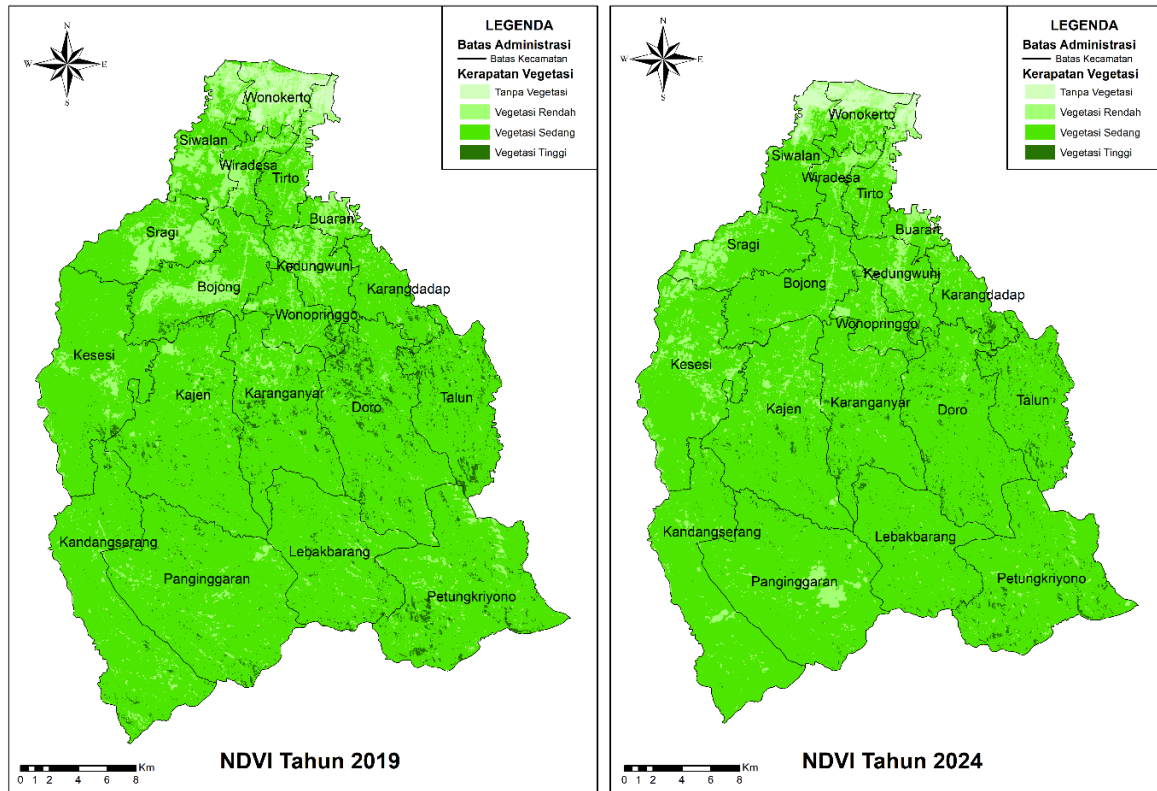 N
W
E
S
LEGENDA
Batas Administrasi
Batas Kecamatan
Kerapatan Vegetasi
Tanpa Vegetasi
Vegetasi Rendah
Vegetasi Sedang
Vegetasi Tinggi
Wonokerto
Siwalan
Wiradesa
Tirto
Buaran
Sragi
Kedungwuni
Bojong
Karangdadap
Wonopringgo
Kesesi
Kajen
Karanganyar
Doro
Talun
Kandangserang
Lebakbarang
Panginggaran
Petungkriyono
NDVI Tahun 2019
Km
0 1 2 4 6 8
N
W
E
S
LEGENDA
Batas Administrasi
Batas Kecamatan
Kerapatan Vegetasi
Tanpa Vegetasi
Vegetasi Rendah
Vegetasi Sedang
Vegetasi Tinggi
Wonokerto
Siwalan
Wiradesa
Tirto
Buaran
Sragi
Kedungwuni
Bojong
Karangdadap
Wonopringgo
Kesesi
Kajen
Karanganyar
Doro
Talun
Kandangserang
Lebakbarang
Panginggaran
Petungkriyono
NDVI Tahun 2024
Km
0 1 2 4 6 8